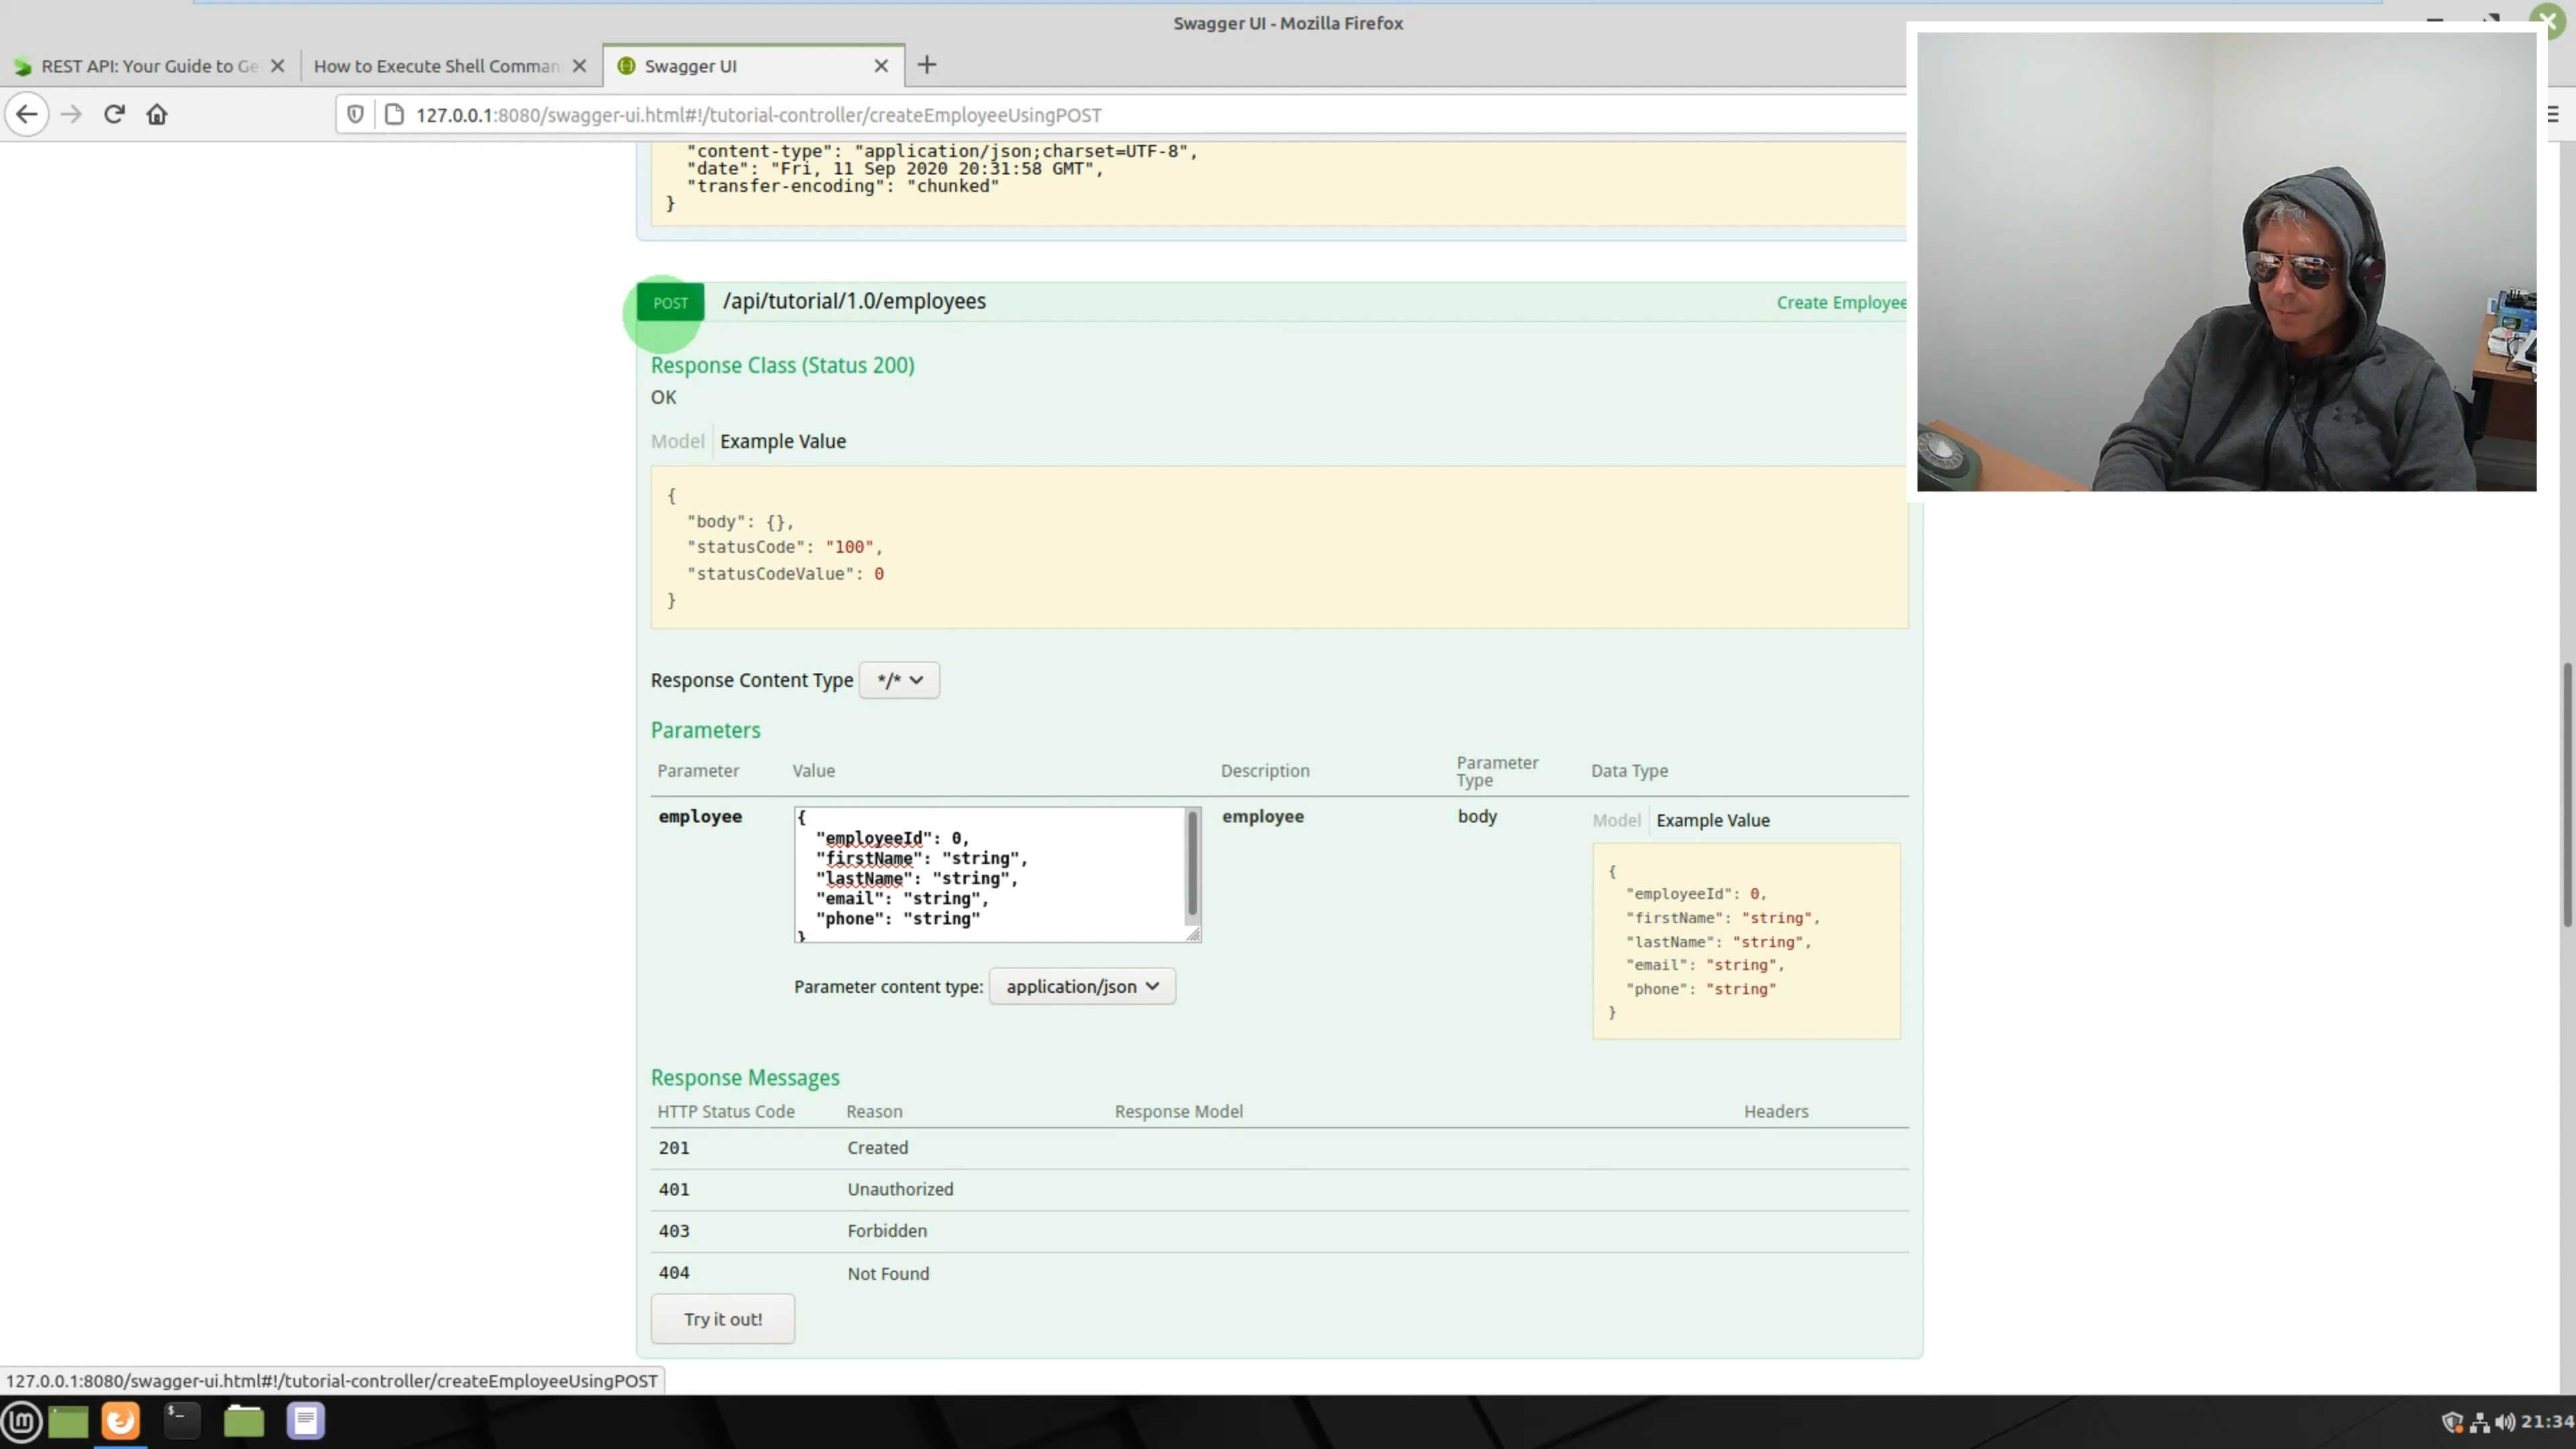 Swagger UI - Mozilla Firefox
REST API: Your Guide to Ge
How to Execute Shell Comman
Swagger UI
127.0.0.1:8080/swagger-ui.html#!/tutorial-controller/createEmployeeUsingPOST
"content-type": "application/json;charset=UTF-8",
"date": "Fri, 11 Sep 2020 20:31:58 GMT",
"transfer-encoding": "chunked"
}
POST /api/tutorial/1.0/employees Create Employee
Response Class (Status 200)
OK
Model Example Value
{
"body": {},
"statusCode": "100",
"statusCodeValue": 0
}
Response Content Type */*
Parameters
Parameter Value Description Parameter Type Data Type
employee
{
"employeeId": 0,
"firstName": "string",
"lastName": "string",
"email": "string",
"phone": "string"
}
employee
body
Model Example Value
{
"employeeId": 0,
"firstName": "string",
"lastName": "string",
"email": "string",
"phone": "string"
}
Parameter content type: application/json
Response Messages
HTTP Status Code Reason Response Model Headers
201 Created
401 Unauthorized
403 Forbidden
404 Not Found
Try it out!
127.0.0.1:8080/swagger-ui.html#!/tutorial-controller/createEmployeeUsingPOST
$_
21:34